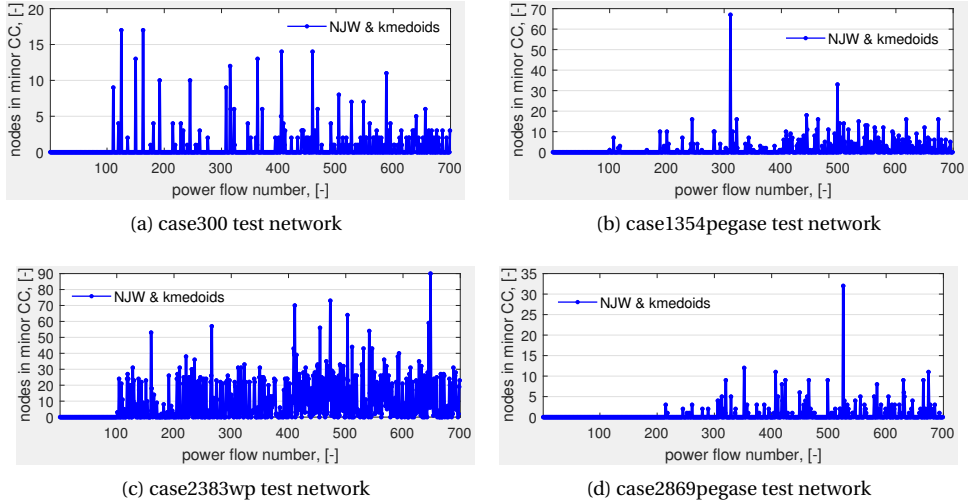 nodes in minor CC, [-]
20
15
10
5
0
NJW & kmedoids
100 200 300 400 500 600 700
power flow number, [-]
(a) case300 test network
nodes in minor CC, [-]
70
60
50
40
30
20
10
0
NJW & kmedoids
100 200 300 400 500 600 700
power flow number, [-]
(b) case1354pegase test network
nodes in minor CC, [-]
90
80
70
60
50
40
30
20
10
0
NJW & kmedoids
100 200 300 400 500 600 700
power flow number, [-]
(c) case2383wp test network
nodes in minor CC, [-]
35
30
25
20
15
10
5
0
NJW & kmedoids
100 200 300 400 500 600 700
power flow number, [-]
(d) case2869pegase test network